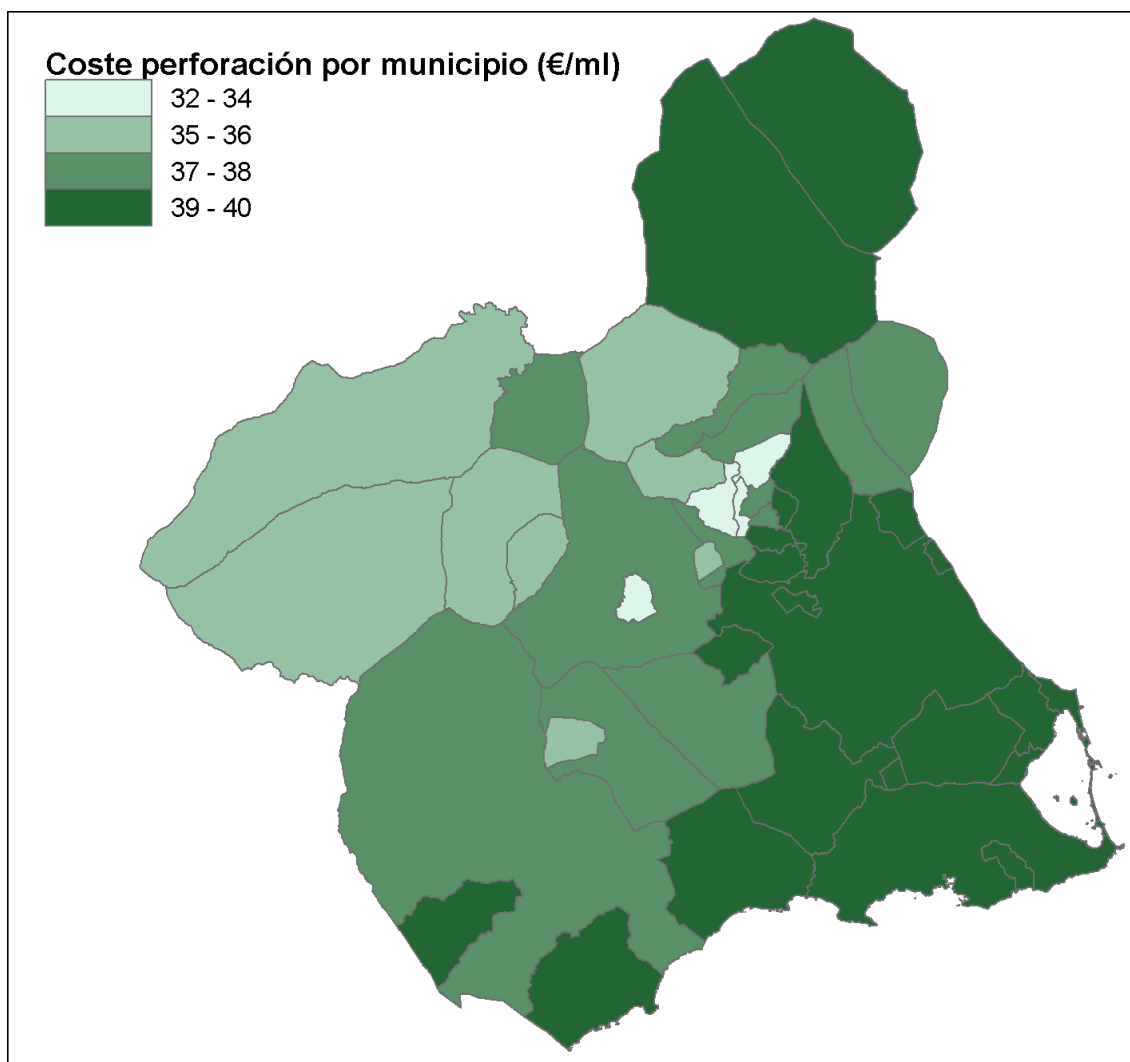 Coste perforación por municipio (€/ml)
32 - 34
35 - 36
37 - 38
39 - 40